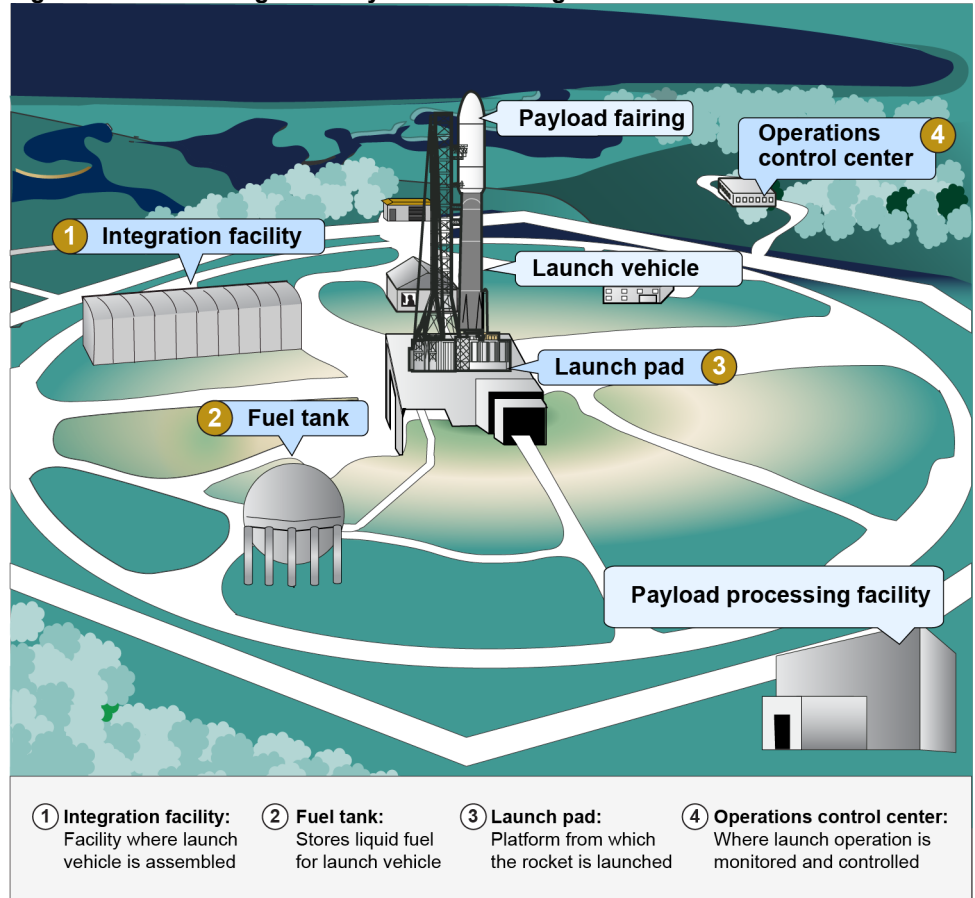 Payload fairing
Operations
control center
4
1
Integration facility
Launch vehicle
Launch pad
3
2
Fuel tank
Payload processing facility
1 Integration facility:
Facility where launch
vehicle is assembled
2 Fuel tank:
Stores liquid fuel
for launch vehicle
3 Launch pad:
Platform from which
the rocket is launched
4 Operations control center:
Where launch operation is
monitored and controlled